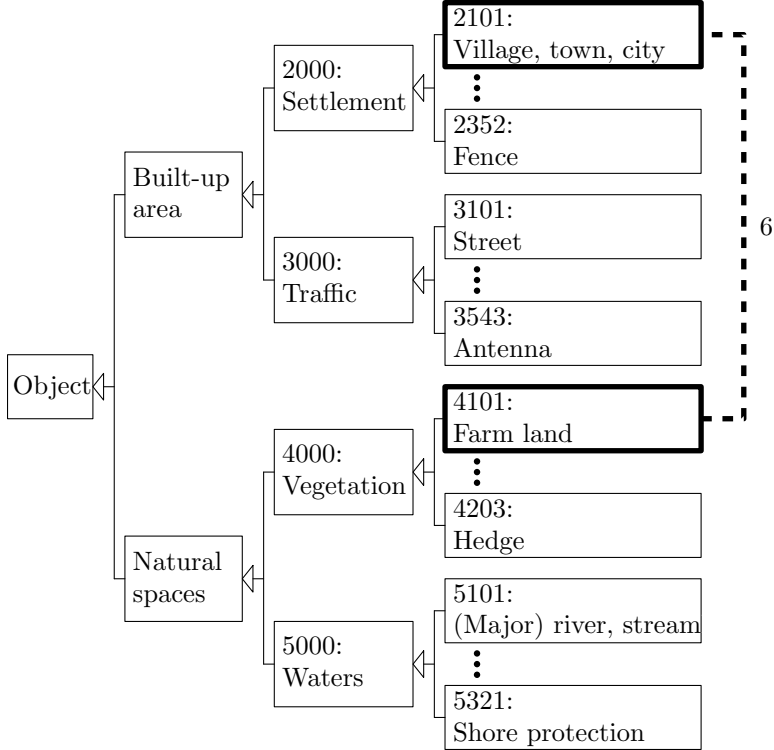 2101:
Village, town, city
2000:
Settlement
2352:
Fence
Built-up
area
3101:
Street
6
3000:
Traffic
3543:
Antenna
Object
4101:
Farm land
4000:
Vegetation
4203:
Hedge
Natural
spaces
5101:
(Major) river, stream
5000:
Waters
5321:
Shore protection